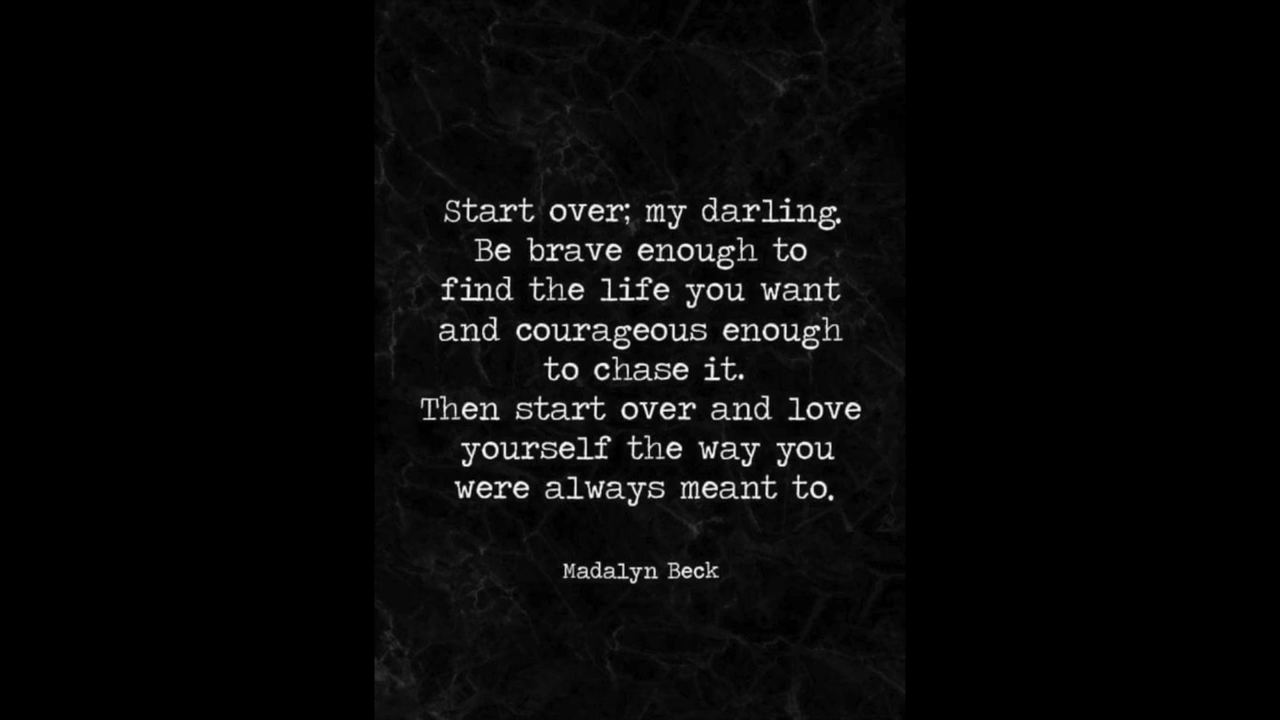 Start over; my darling.
Be brave enough to
find the life you want
and courageous enough
to chase it.
Then start over and love
yourself the way you
were always meant to.
Madalyn Beck